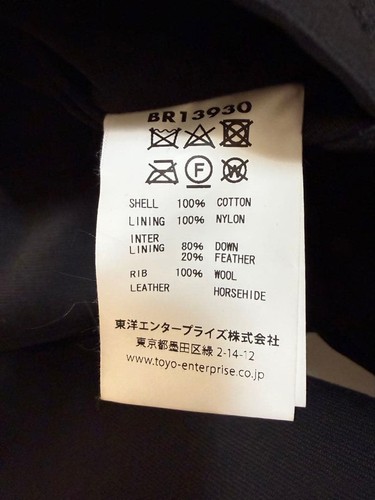 BR13930
F W
SHELL 100% COTTON
LINING 100% NYLON
INTER
LINING 80% DOWN
20% FEATHER
RIB 100% WOOL
LEATHER HORSEHIDE
東洋エンタープライズ株式会社
東京都墨田区緑 2-14-12
www.toyo-enterprise.co.jp